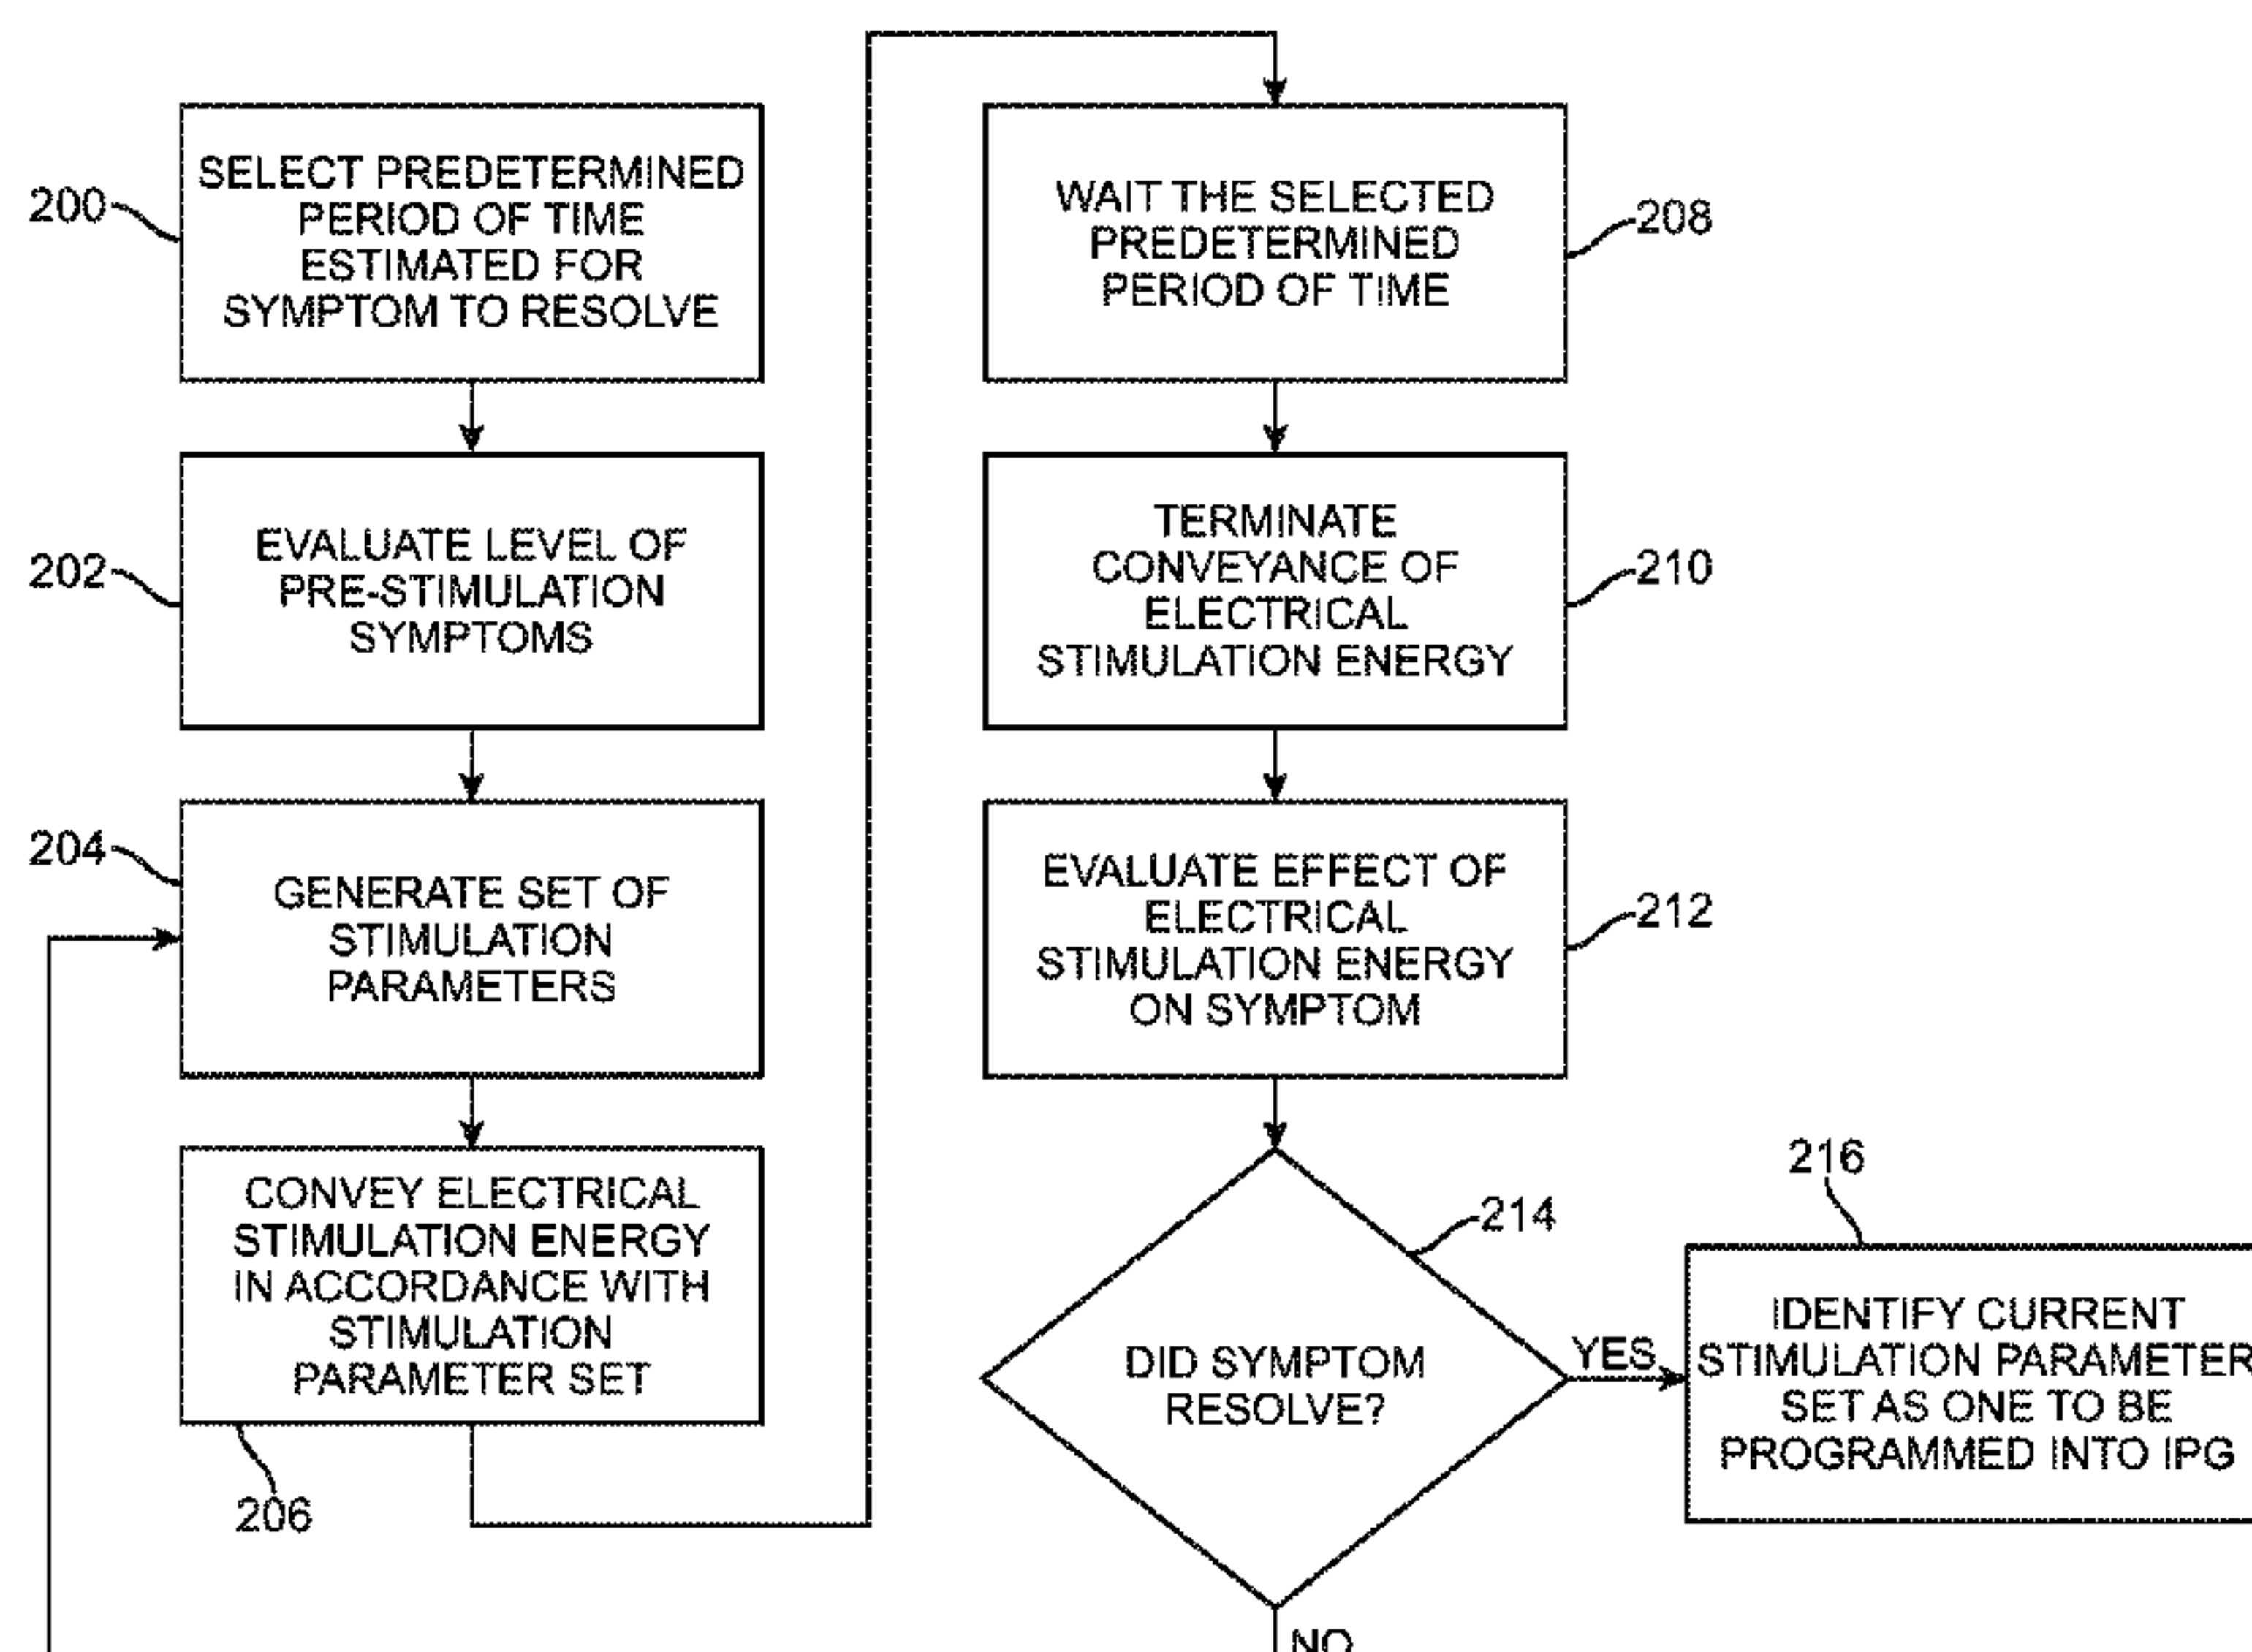 200
SELECT PREDETERMINED
PERIOD OF TIME
ESTIMATED FOR
SYMPTOM TO RESOLVE
202
EVALUATE LEVEL OF
PRE-STIMULATION
SYMPTOMS
204
GENERATE SET OF
STIMULATION
PARAMETERS
CONVEY ELECTRICAL
STIMULATION ENERGY
IN ACCORDANCE WITH
STIMULATION
PARAMETER SET
206
WAIT THE SELECTED
PREDETERMINED
PERIOD OF TIME
208
TERMINATE
CONVEYANCE OF
ELECTRICAL
STIMULATION ENERGY
210
EVALUATE EFFECT OF
ELECTRICAL
STIMULATION ENERGY
ON SYMPTOM
212
214
DID SYMPTOM
RESOLVE?
YES
NO
216
IDENTIFY CURRENT
STIMULATION PARAMETER
SET AS ONE TO BE
PROGRAMMED INTO IPG